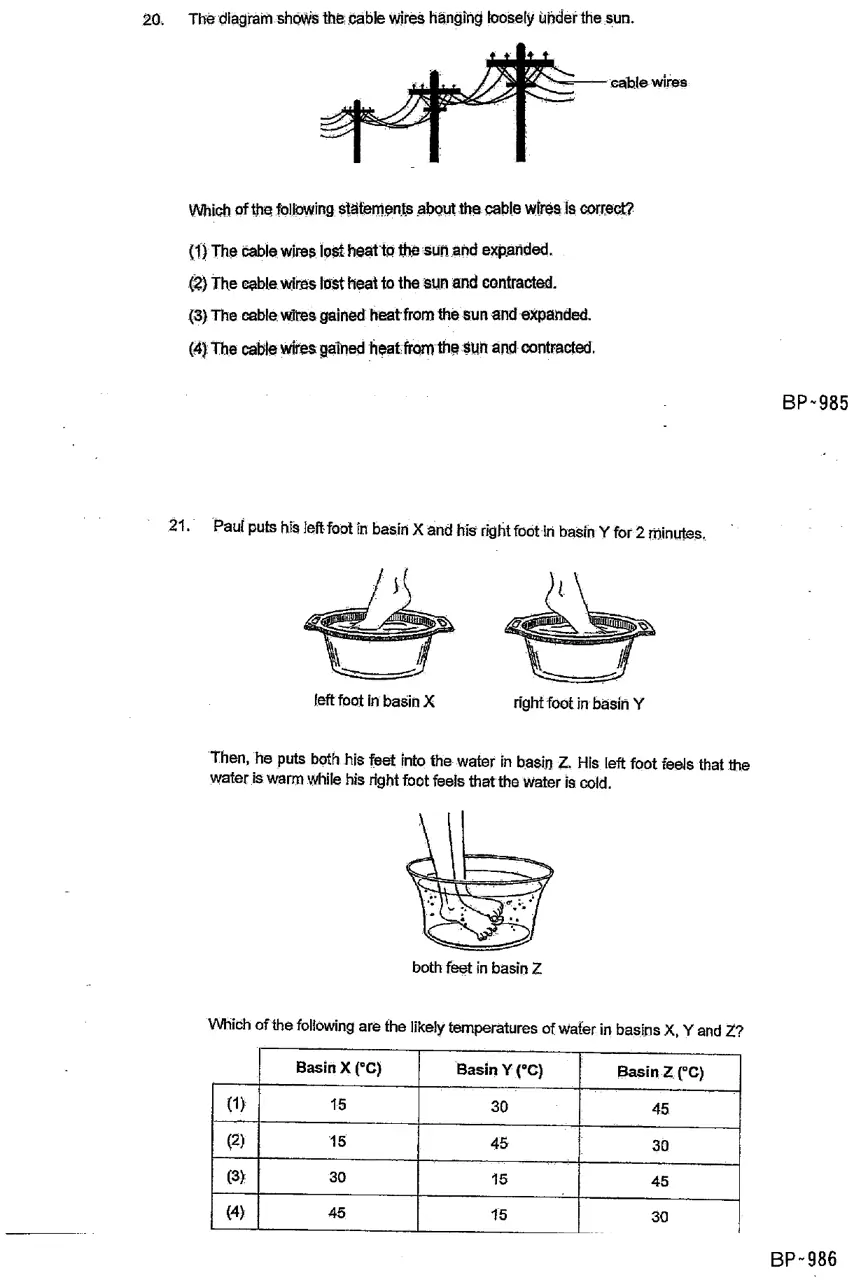 20. The diagram shows the cable wires hanging loosely under the sun.
cable wires
Which of the following statements about the cable wires is correct?
(1) The cable wires lost heat to the sun and expanded.
(2) The cable wires lost heat to the sun and contracted.
(3) The cable wires gained heat from the sun and expanded.
(4) The cable wires gained heat from the sun and contracted.
BP~985
21. Paul puts his left foot in basin X and his right foot in basin Y for 2 minutes.
left foot in basin X right foot in basin Y
Then, he puts both his feet into the water in basin Z. His left foot feels that the
water is warm while his right foot feels that the water is cold.
both feet in basin Z
Which of the following are the likely temperatures of water in basins X, Y and Z?
Basin X (°C) Basin Y (°C) Basin Z (°C)
(1) 15 30 45
(2) 15 45 30
(3) 30 15 45
(4) 45 15 30
BP~986